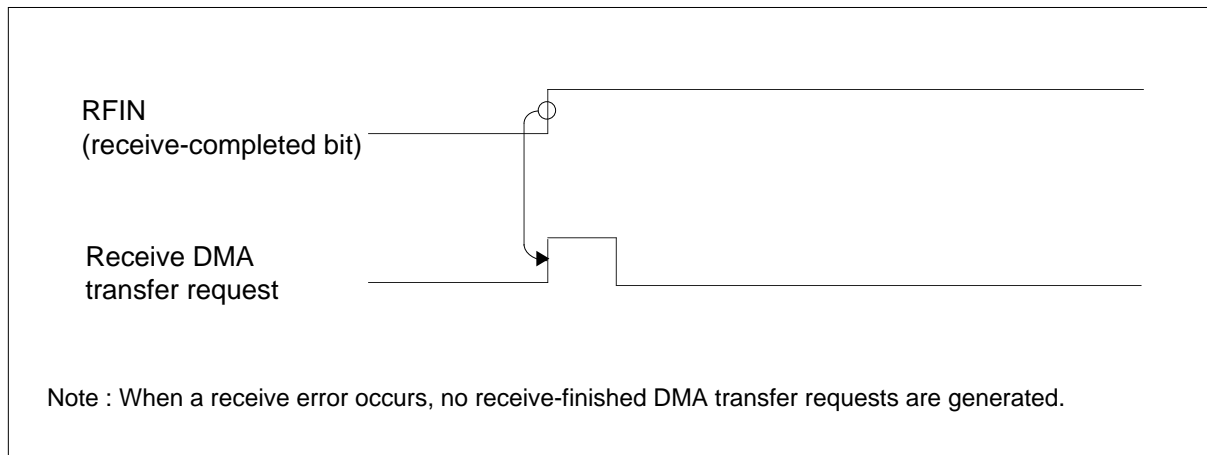 RFIN
(receive-completed bit)
Receive DMA
transfer request
Note : When a receive error occurs, no receive-finished DMA transfer requests are generated.